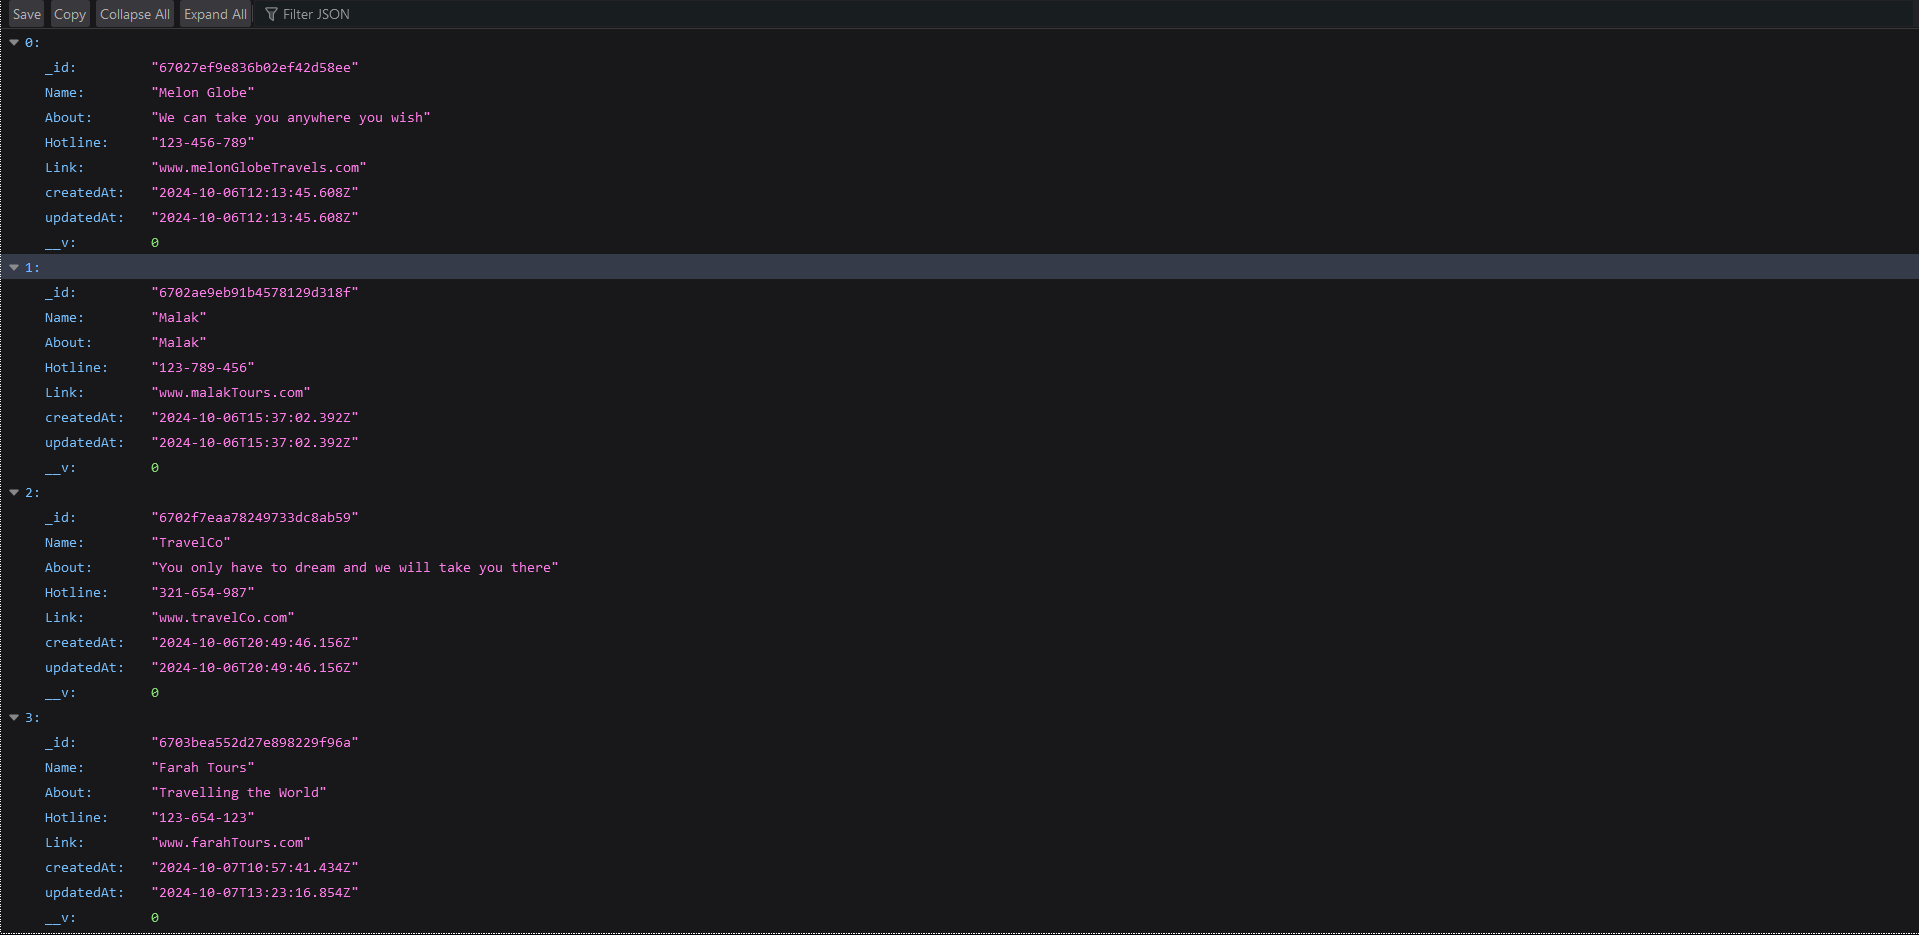 Save Copy Collapse All Expand All Filter JSON
0:
_id: "67027ef9e836b02ef42d58ee"
Name: "Melon Globe"
About: "We can take you anywhere you wish"
Hotline: "123-456-789"
Link: "www.melonGlobeTravels.com"
createdAt: "2024-10-06T12:13:45.608Z"
updatedAt: "2024-10-06T12:13:45.608Z"
__v: 0
1:
_id: "6702ae9eb91b4578129d318f"
Name: "Malak"
About: "Malak"
Hotline: "123-789-456"
Link: "www.malakTours.com"
createdAt: "2024-10-06T15:37:02.392Z"
updatedAt: "2024-10-06T15:37:02.392Z"
__v: 0
2:
_id: "6702f7eaa78249733dc8ab59"
Name: "TravelCo"
About: "You only have to dream and we will take you there"
Hotline: "321-654-987"
Link: "www.travelCo.com"
createdAt: "2024-10-06T20:49:46.156Z"
updatedAt: "2024-10-06T20:49:46.156Z"
__v: 0
3:
_id: "6703bea552d27e898229f96a"
Name: "Farah Tours"
About: "Travelling the World"
Hotline: "123-654-123"
Link: "www.farahTours.com"
createdAt: "2024-10-07T10:57:41.434Z"
updatedAt: "2024-10-07T13:23:16.854Z"
__v: 0